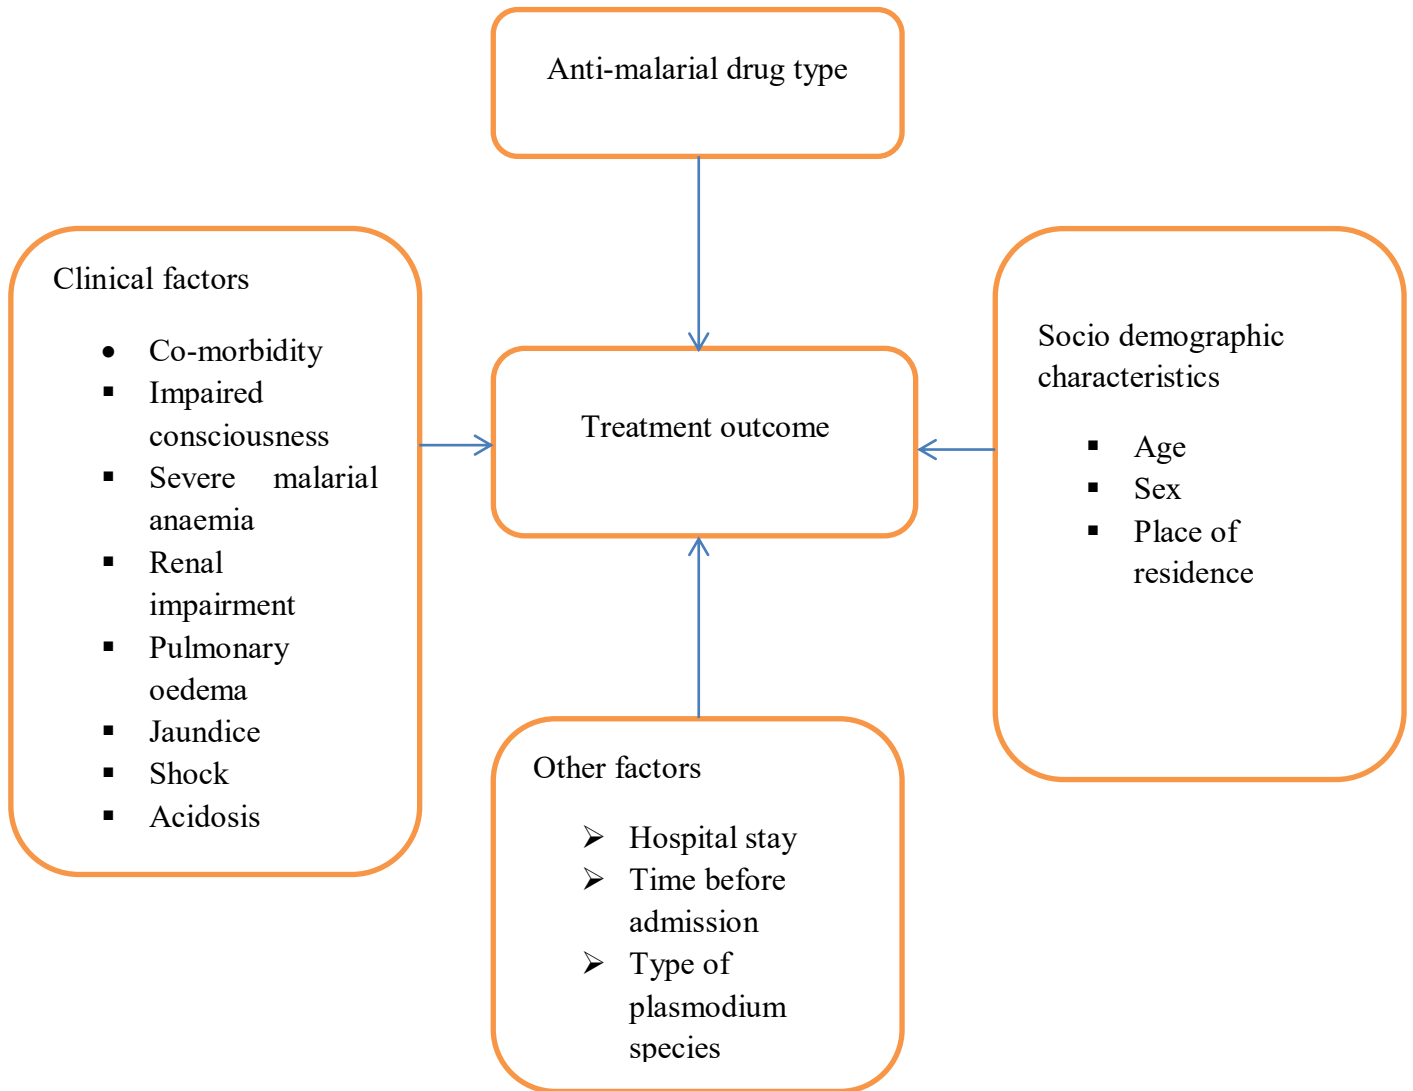 Anti-malarial drug type
Clinical factors
• Co-morbidity
▪ Impaired
consciousness
▪ Severe malarial
anaemia
▪ Renal
impairment
▪ Pulmonary
oedema
▪ Jaundice
▪ Shock
▪ Acidosis
Treatment outcome
Socio demographic
characteristics
▪ Age
▪ Sex
▪ Place of
residence
Other factors
➢ Hospital stay
➢ Time before
admission
➢ Type of
plasmodium
species